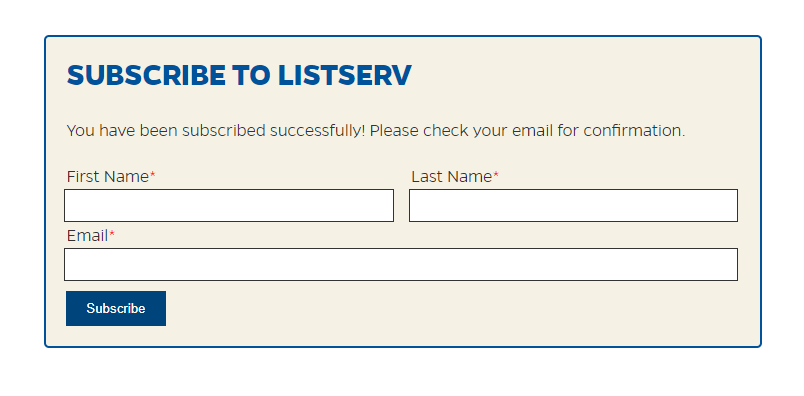 SUBSCRIBE TO LISTSERV
You have been subscribed successfully! Please check your email for confirmation.
First Name* Last Name*
Email*
Subscribe